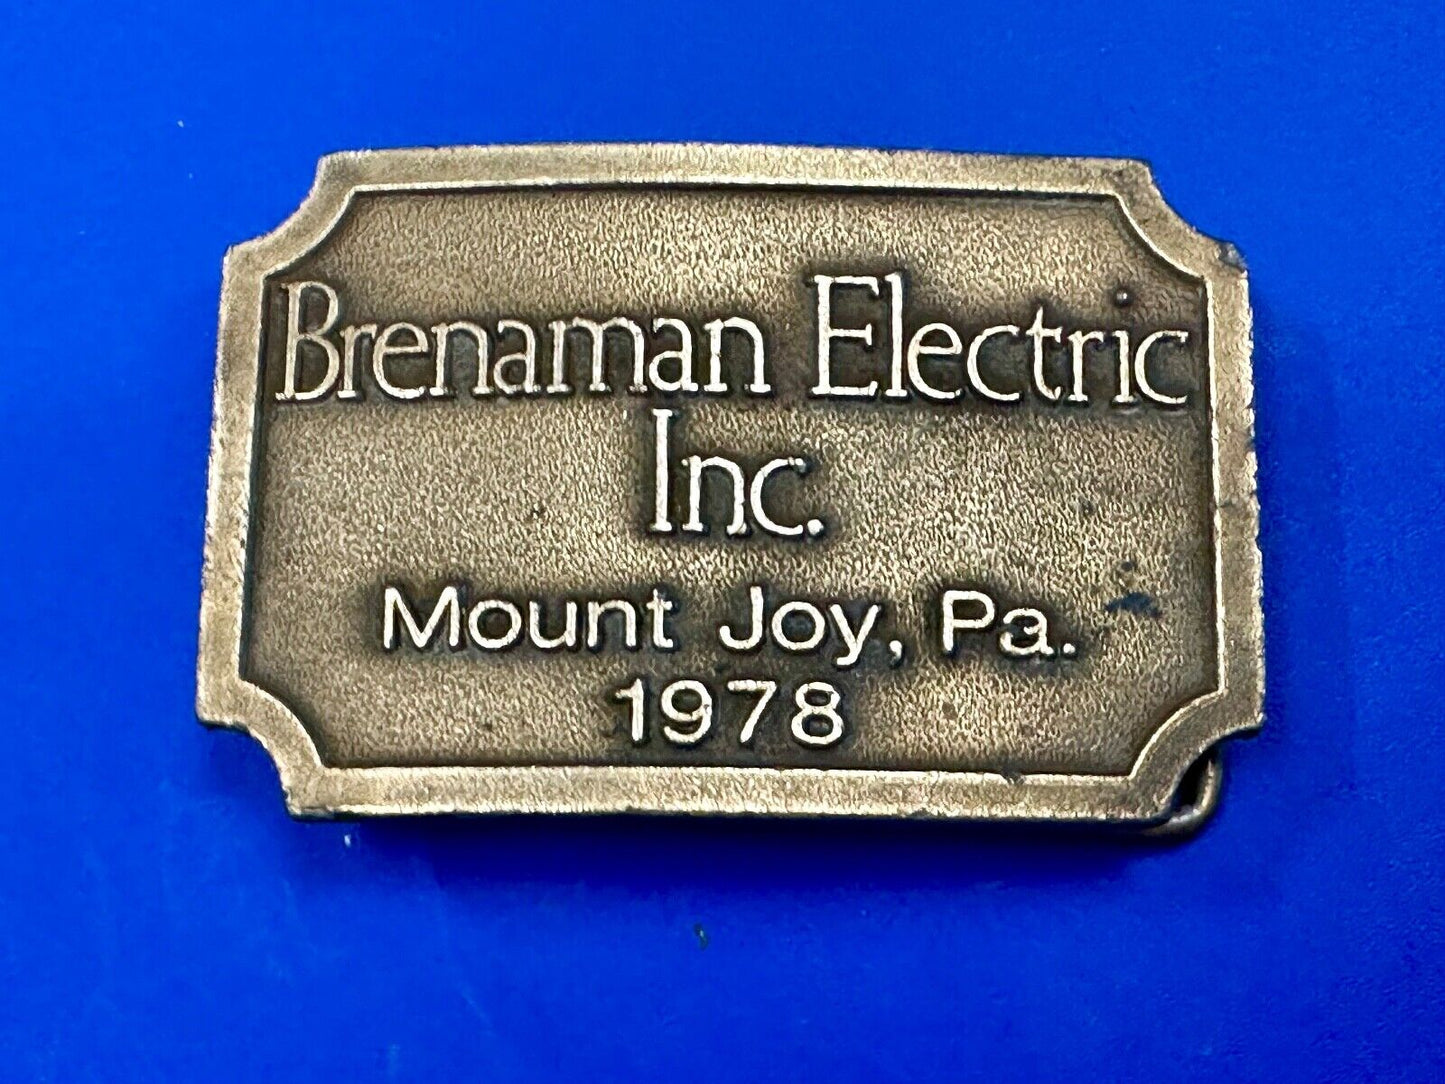 Brenaman Electric
Inc.
Mount Joy, Pa.
1978